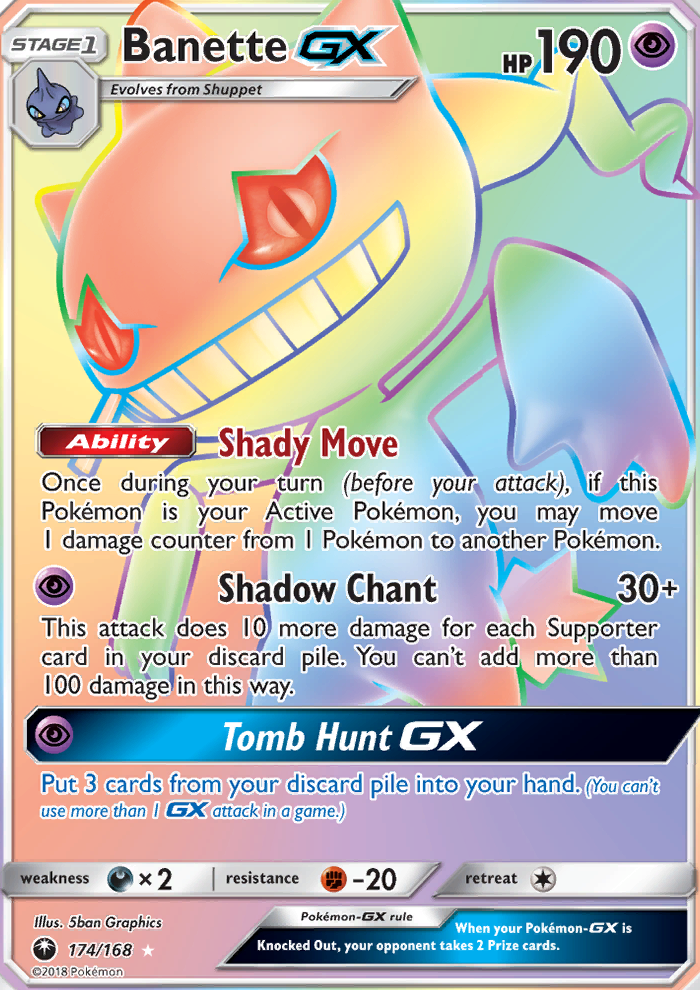 STAGE1 Banette GX HP190
Evolves from Shuppet
Ability Shady Move
Once during your turn (before your attack), if this
Pokémon is your Active Pokémon, you may move
1 damage counter from 1 Pokémon to another Pokémon.
Shadow Chant 30+
This attack does 10 more damage for each Supporter
card in your discard pile. You can't add more than
100 damage in this way.
Tomb Hunt GX
Put 3 cards from your discard pile into your hand. (You can't
use more than 1 GX attack in a game.)
weakness ×2 resistance -20 retreat
Illus. 5ban Graphics
174/168
©2018 Pokémon
Pokémon-GX rule
When your Pokémon-GX is
Knocked Out, your opponent takes 2 Prize cards.